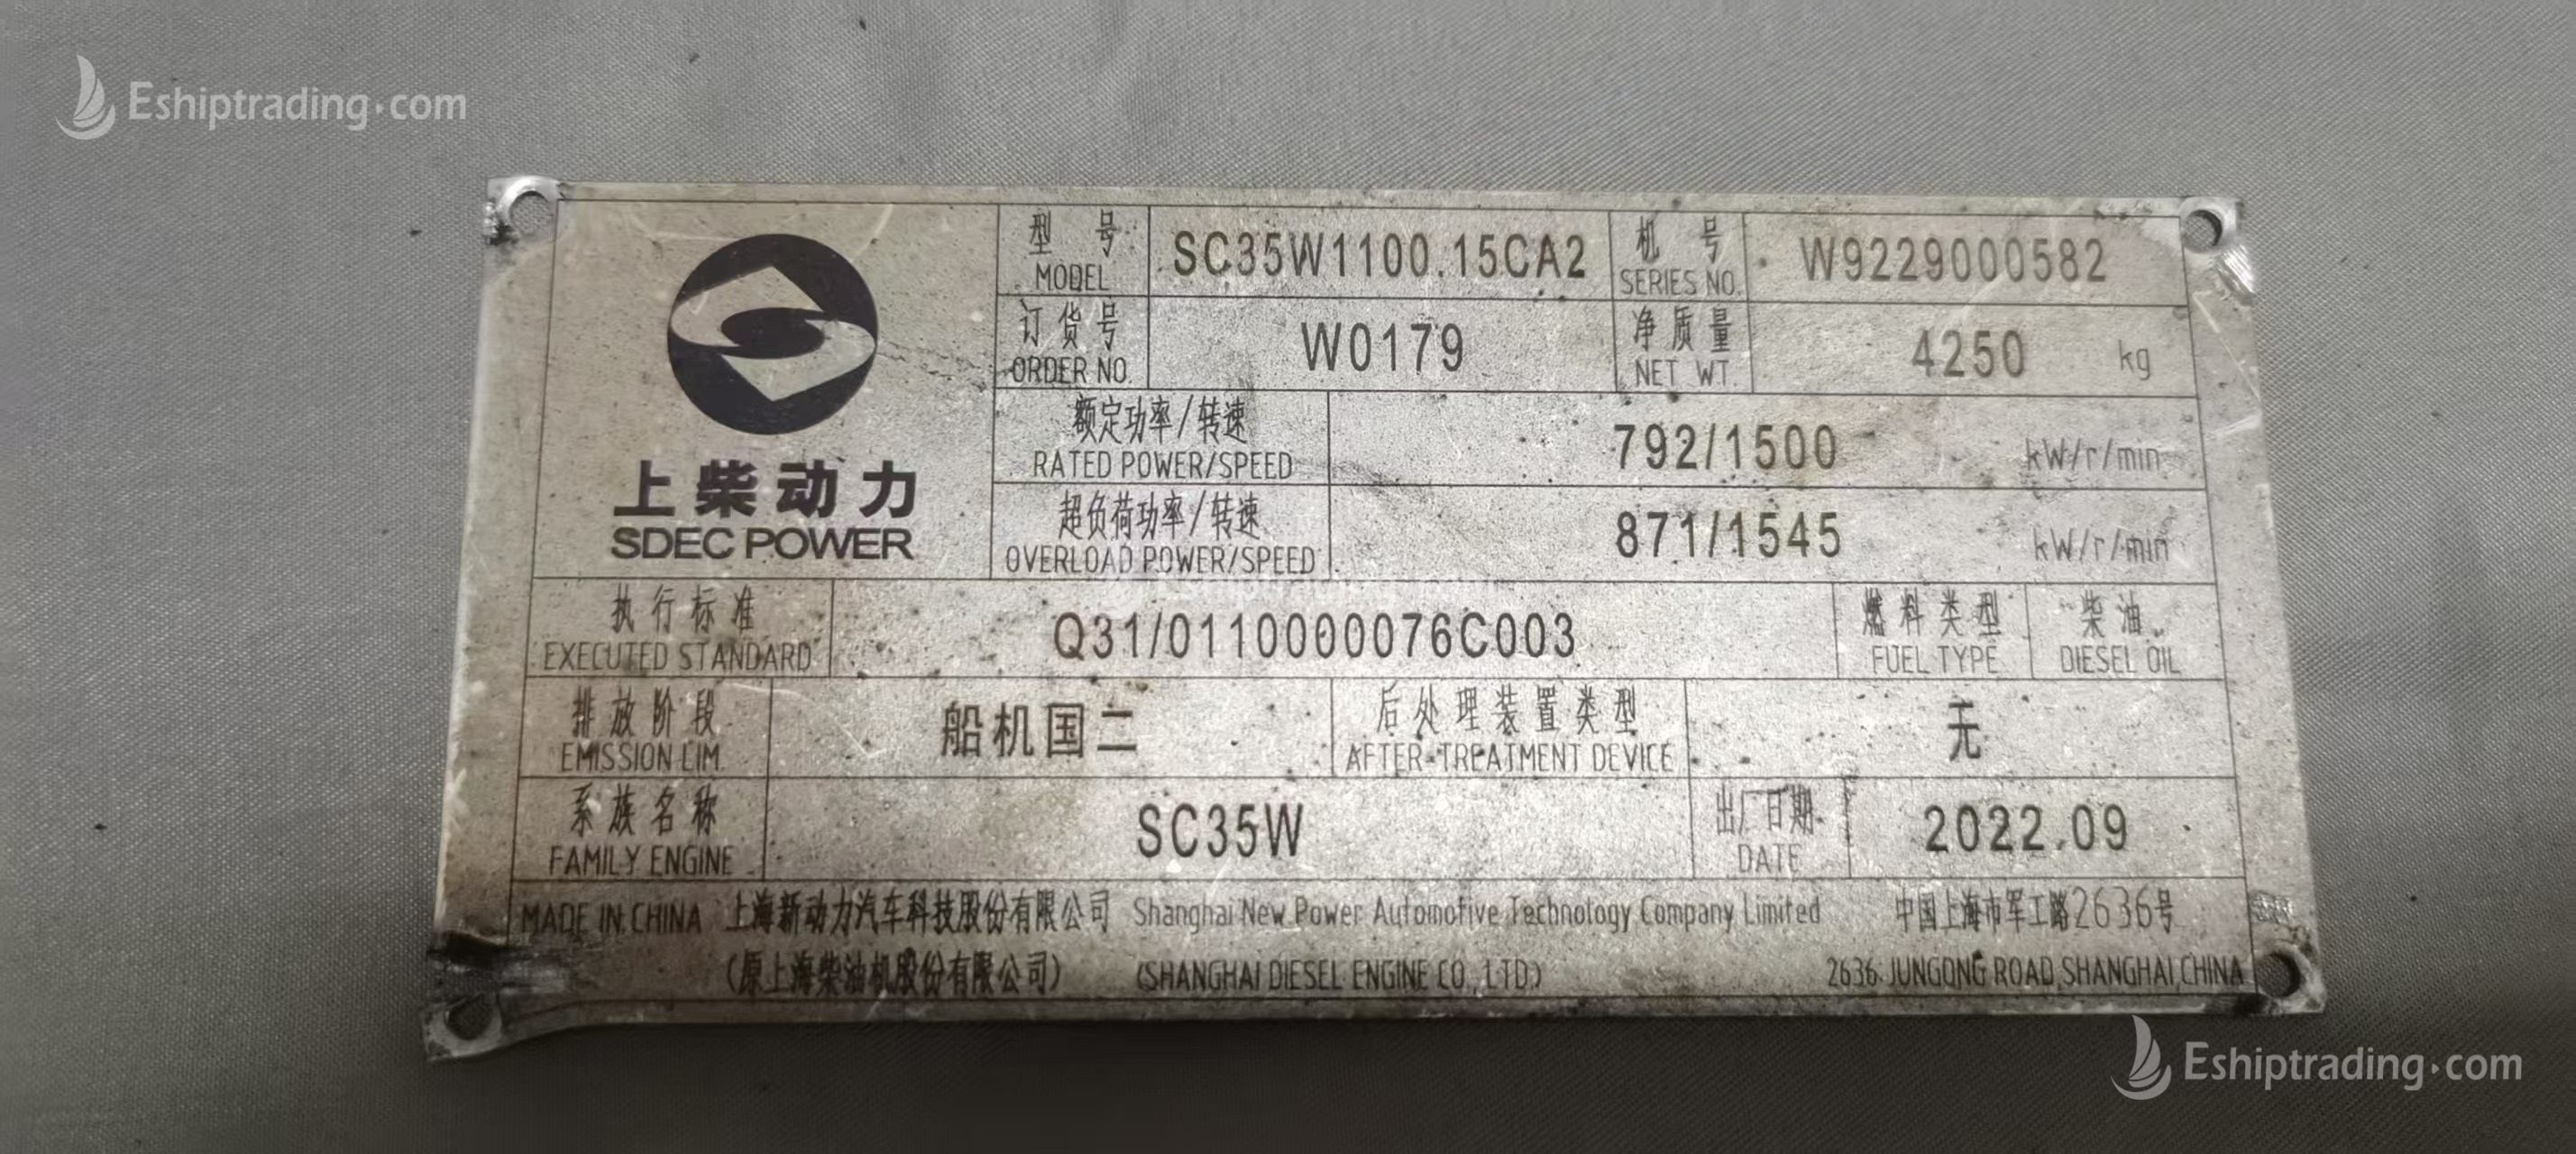 Eshiptrading.com
型号 SC35W1100.15CA2 机号 W9229000582
MODEL SERIES NO.
订货号 W0179 净质量 4250 kg
ORDER NO. NET WT.
额定功率/转速 792/1500 kW/r/min
RATED POWER/SPEED
超负荷功率/转速 871/1545 kW/r/min
OVERLOAD POWER/SPEED
上柴动力
SDEC POWER
执行标准 Q31/0110000076C003 燃料类型 柴油
EXECUTED STANDARD FUEL TYPE DIESEL OIL
排放阶段 船机国二 后处理装置类型 无
EMISSION LIM. AFTER-TREATMENT DEVICE
系族名称 SC35W 出厂日期 2022.09
FAMILY ENGINE DATE
MADE IN CHINA 上海新动力汽车科技股份有限公司 Shanghai New Power Automotive Technology Company Limited 中国上海市军工路2636号
(原上海柴油机股份有限公司) (SHANGHAI DIESEL ENGINE CO.,LTD.) 2636 JUNGONG ROAD,SHANGHAI,CHINA
Eshiptrading.com